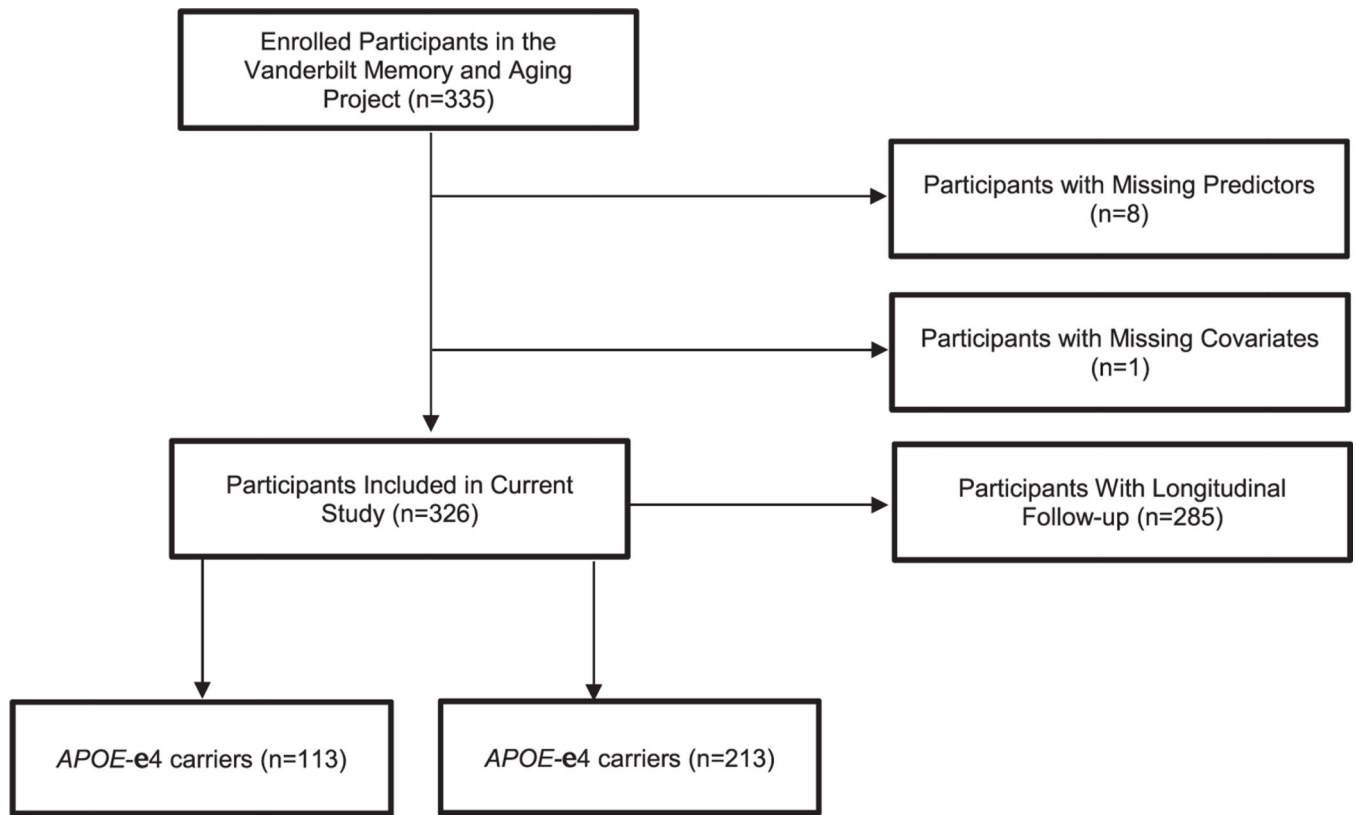 Enrolled Participants in the
Vanderbilt Memory and Aging
Project (n=335)
Participants with Missing Predictors
(n=8)
Participants with Missing Covariates
(n=1)
Participants Included in Current
Study (n=326)
Participants With Longitudinal
Follow-up (n=285)
APOE-e4 carriers (n=113)
APOE-e4 carriers (n=213)